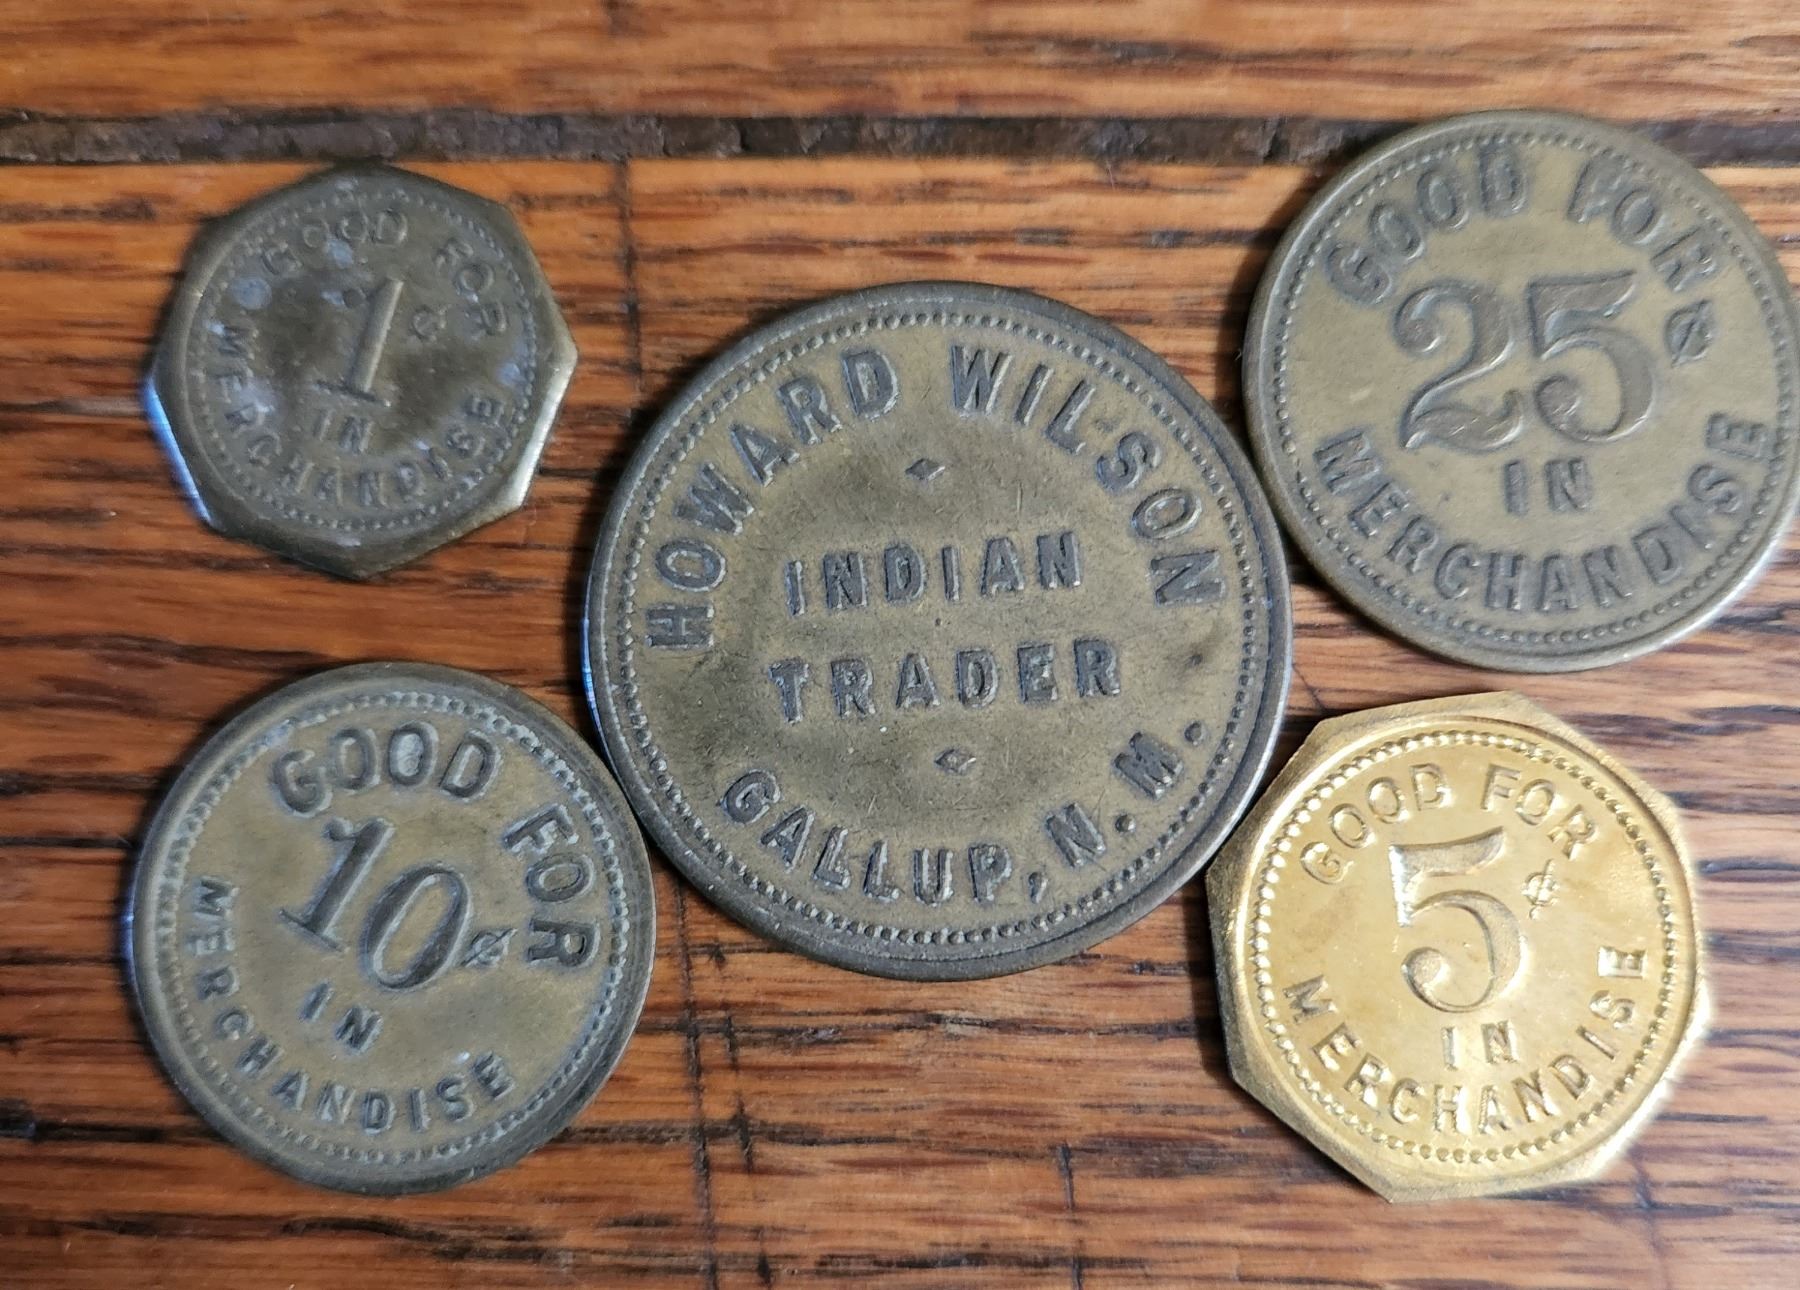 GOOD FOR
1¢
IN
MERCHANDISE
GOOD FOR
25¢
IN
MERCHANDISE
HOWARD WILSON
INDIAN
TRADER
GALLUP, N. M.
GOOD FOR
10¢
IN
MERCHANDISE
GOOD FOR
5¢
IN
MERCHANDISE